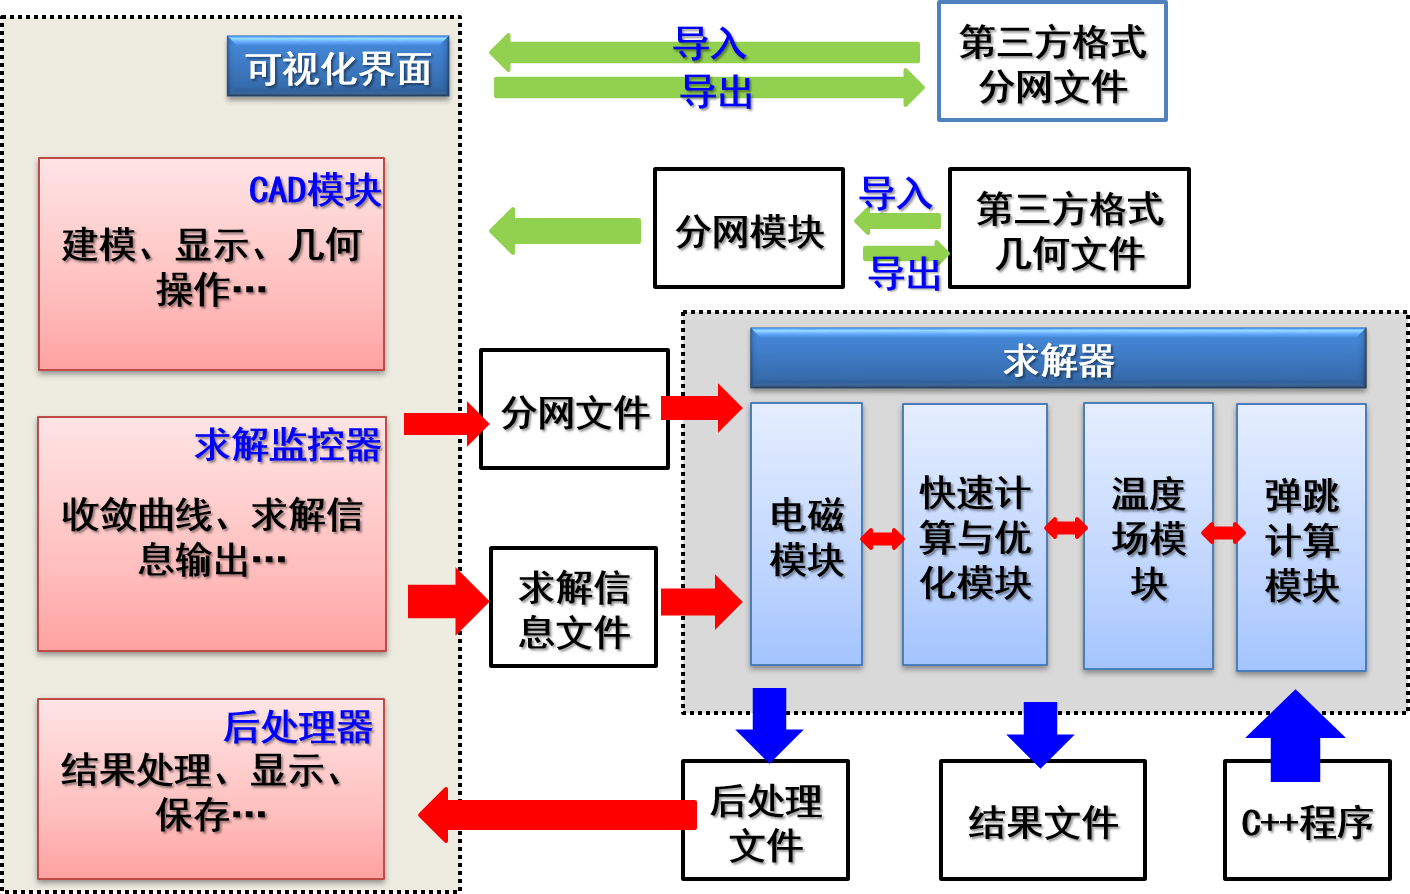 可视化界面
CAD模块
建模、显示、几何
操作…
求解监控器
收敛曲线、求解信
息输出…
后处理器
结果处理、显示、
保存…
导入
导出
第三方格式
分网文件
分网模块
导入
导出
第三方格式
几何文件
分网文件
求解信
息文件
求解器
电磁
模块
快速计
算与优
化模块
温度
场模
块
弹跳
计算
模块
后处理
文件
结果文件
C++程序